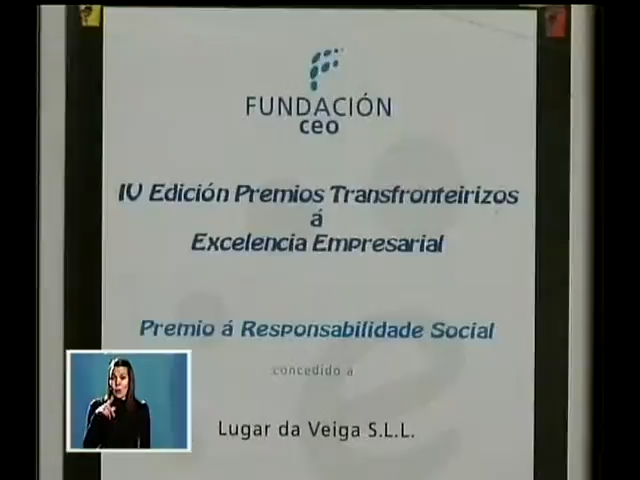 FUNDACIÓN
ceo
IV Edición Premios Transfronteirizos
á
Excelencia Empresarial
Premio á Responsabilidade Social
concedido a
Lugar da Veiga S.L.L.